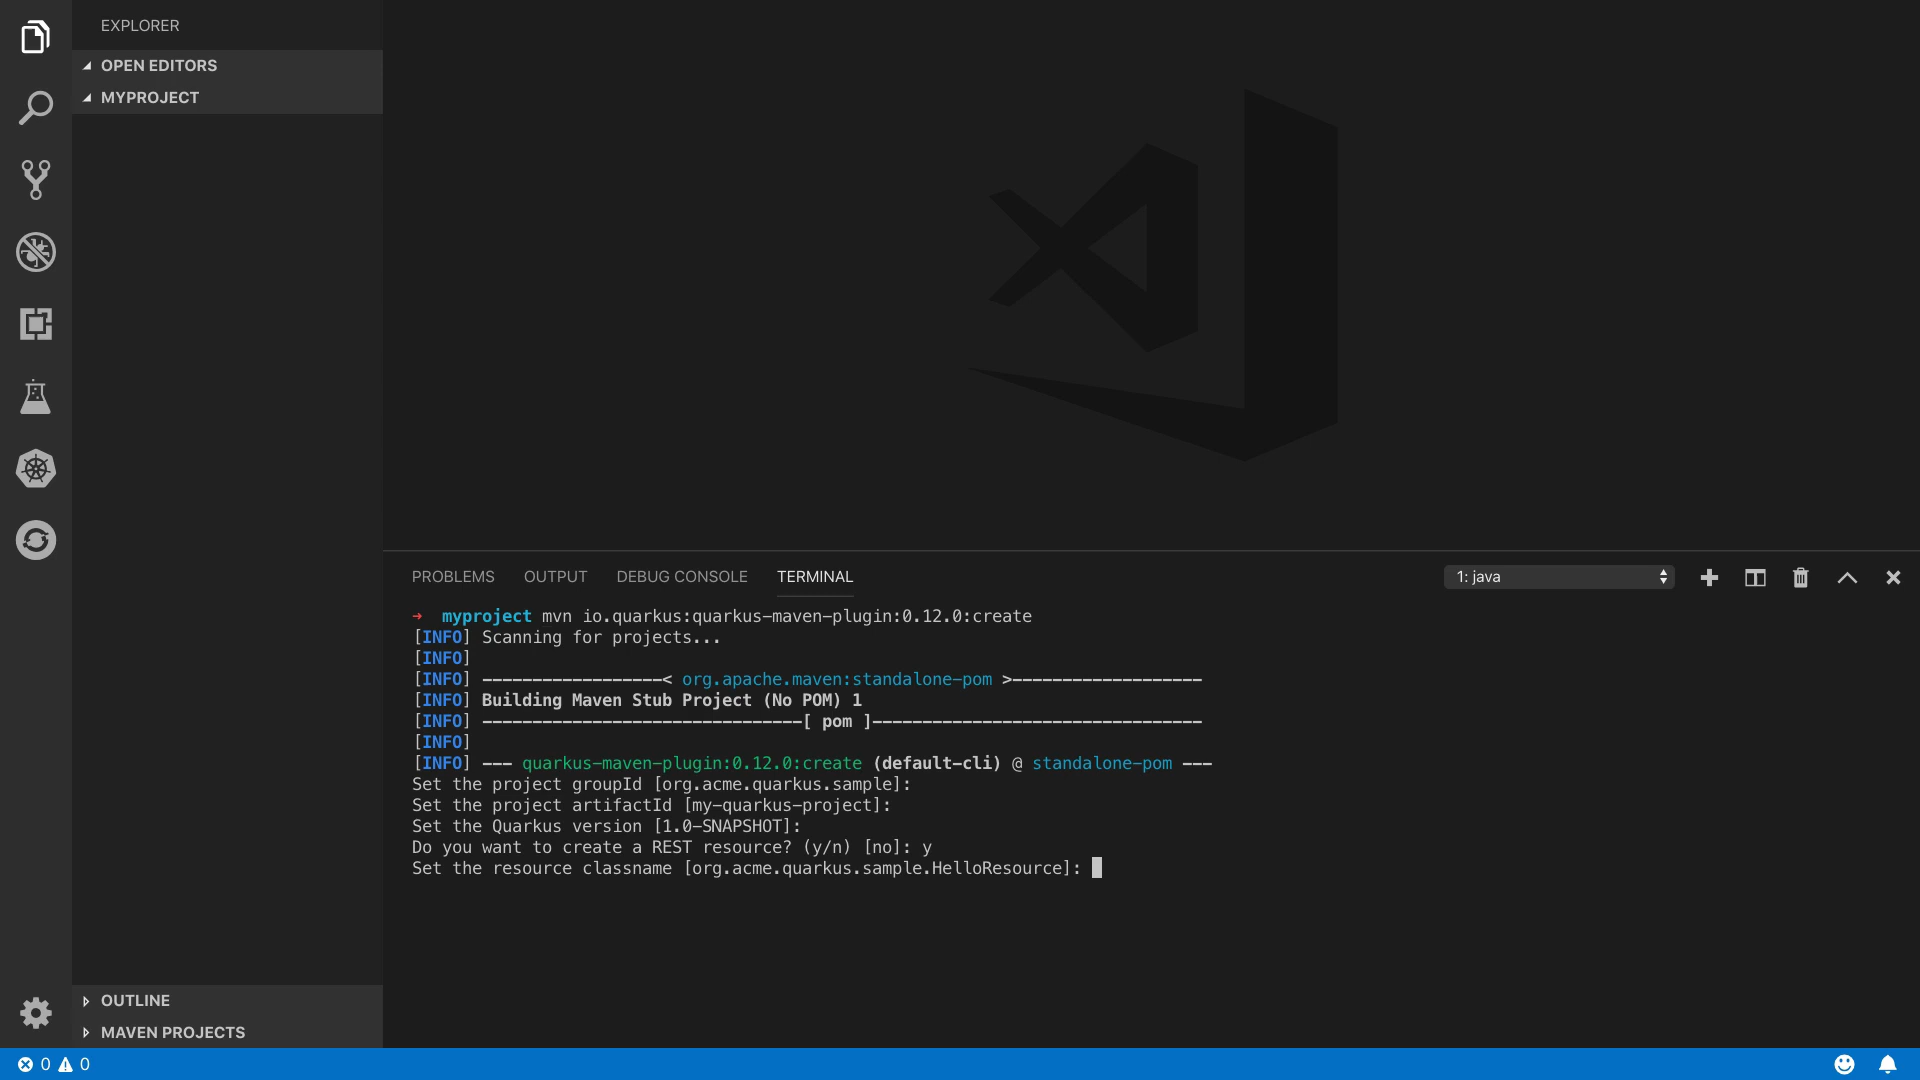 EXPLORER
OPEN EDITORS
MYPROJECT
OUTLINE
MAVEN PROJECTS
PROBLEMS OUTPUT DEBUG CONSOLE TERMINAL 1: java
➜ myproject mvn io.quarkus:quarkus-maven-plugin:0.12.0:create
[INFO] Scanning for projects...
[INFO]
[INFO] ------------------< org.apache.maven:standalone-pom >-------------------
[INFO] Building Maven Stub Project (No POM) 1
[INFO] --------------------------------[ pom ]---------------------------------
[INFO]
[INFO] --- quarkus-maven-plugin:0.12.0:create (default-cli) @ standalone-pom ---
Set the project groupId [org.acme.quarkus.sample]:
Set the project artifactId [my-quarkus-project]:
Set the Quarkus version [1.0-SNAPSHOT]:
Do you want to create a REST resource? (y/n) [no]: y
Set the resource classname [org.acme.quarkus.sample.HelloResource]:
0 0